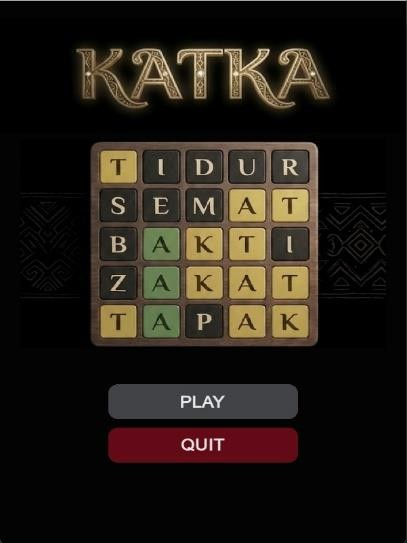 KATKA
TIDUR
SEMAT
BAKTI
ZAKAT
TAPAK
PLAY
QUIT